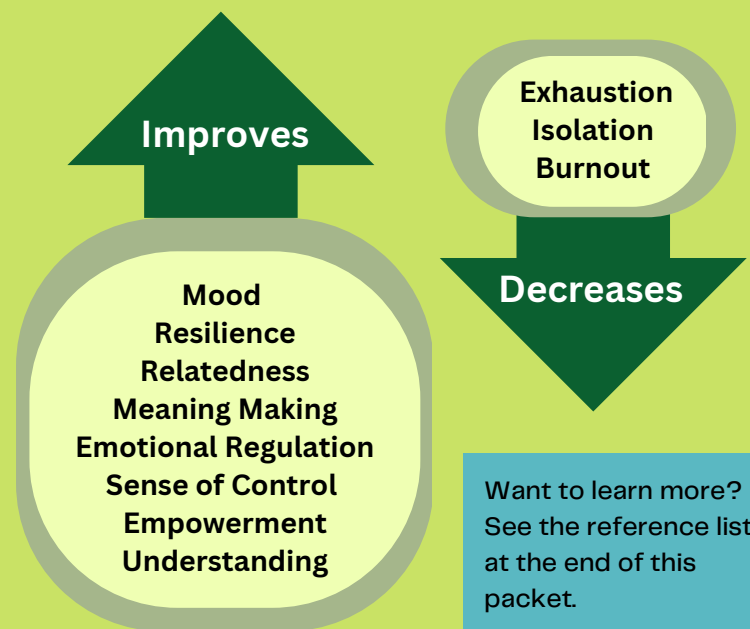 Improves
Mood
Resilience
Relatedness
Meaning Making
Emotional Regulation
Sense of Control
Empowerment
Understanding
Exhaustion
Isolation
Burnout
Decreases
Want to learn more?
See the reference list
at the end of this
packet.